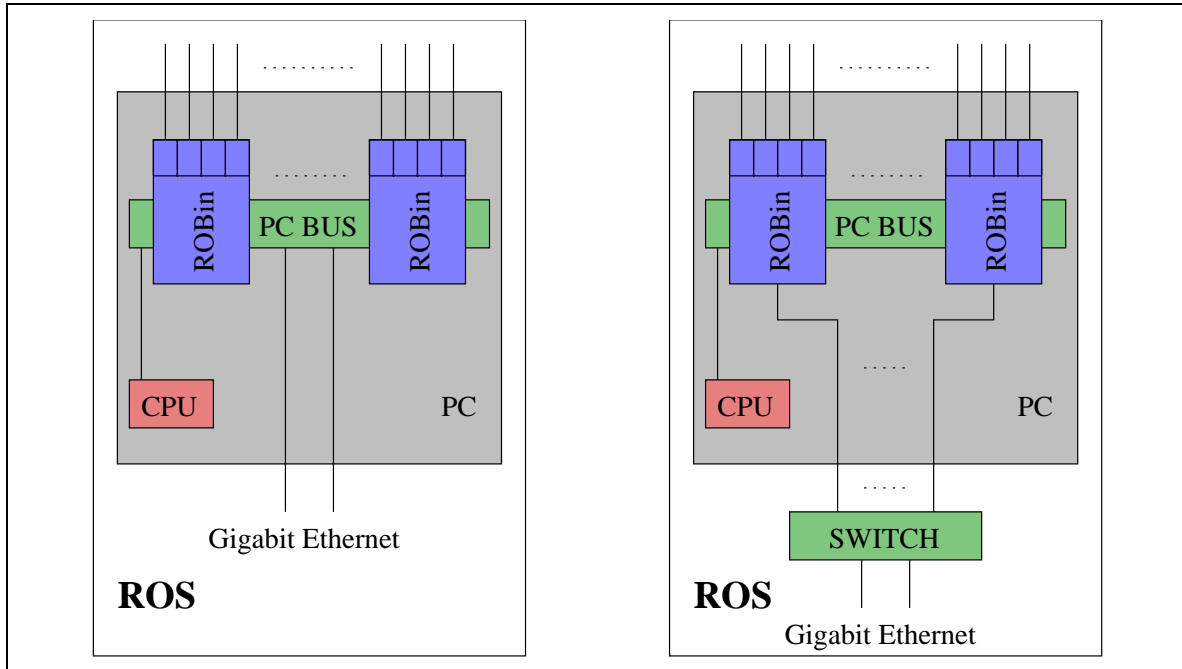 ROBin
PC BUS
ROBin
CPU
PC
Gigabit Ethernet
ROS
ROBin
PC BUS
ROBin
CPU
PC
SWITCH
ROS
Gigabit Ethernet